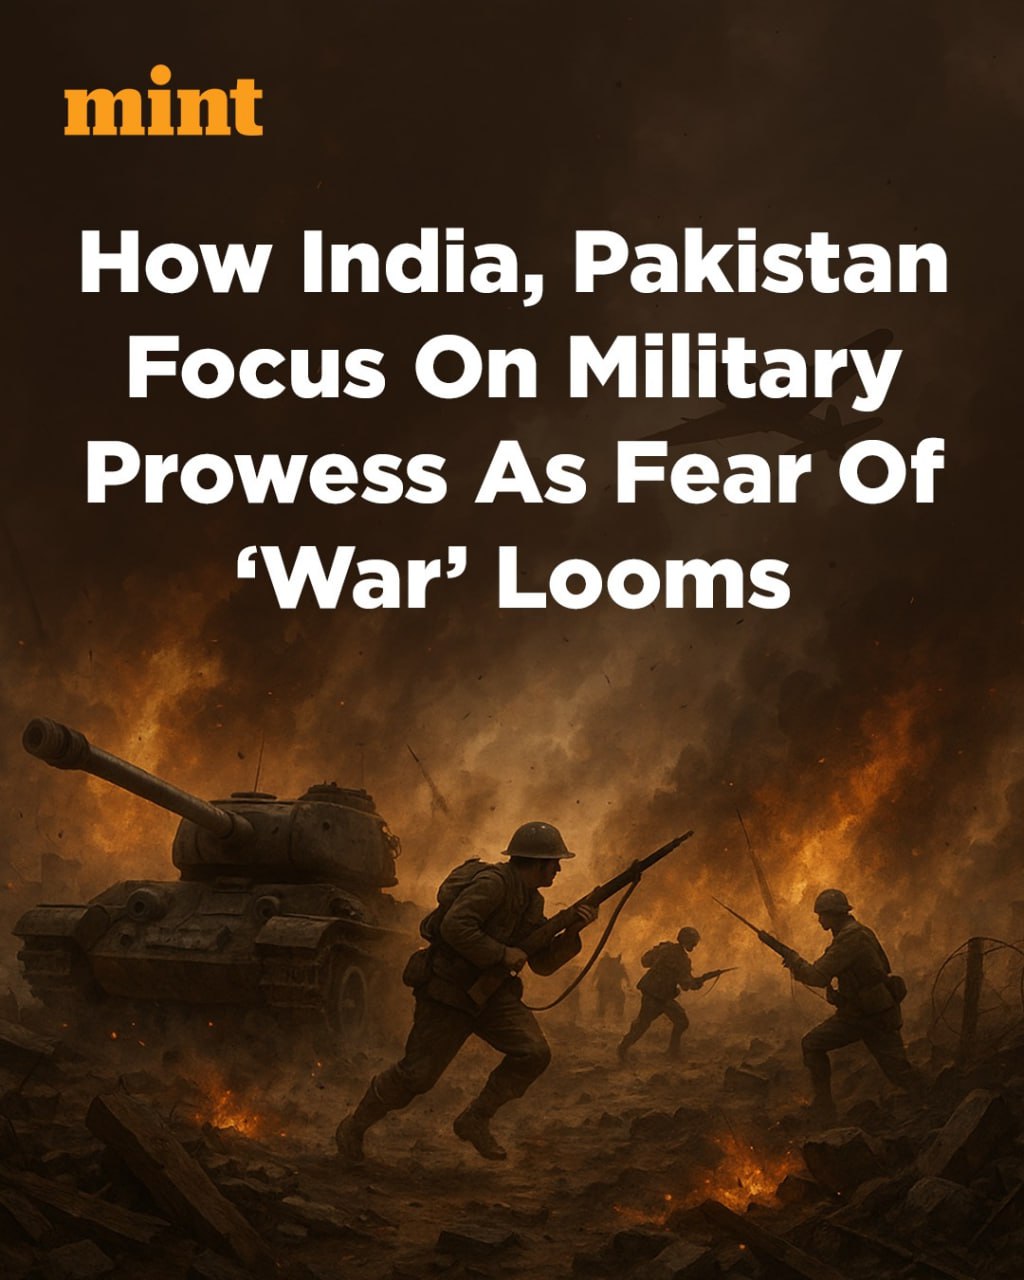 mint
How India, Pakistan
Focus On Military
Prowess As Fear Of
‘War’ Looms